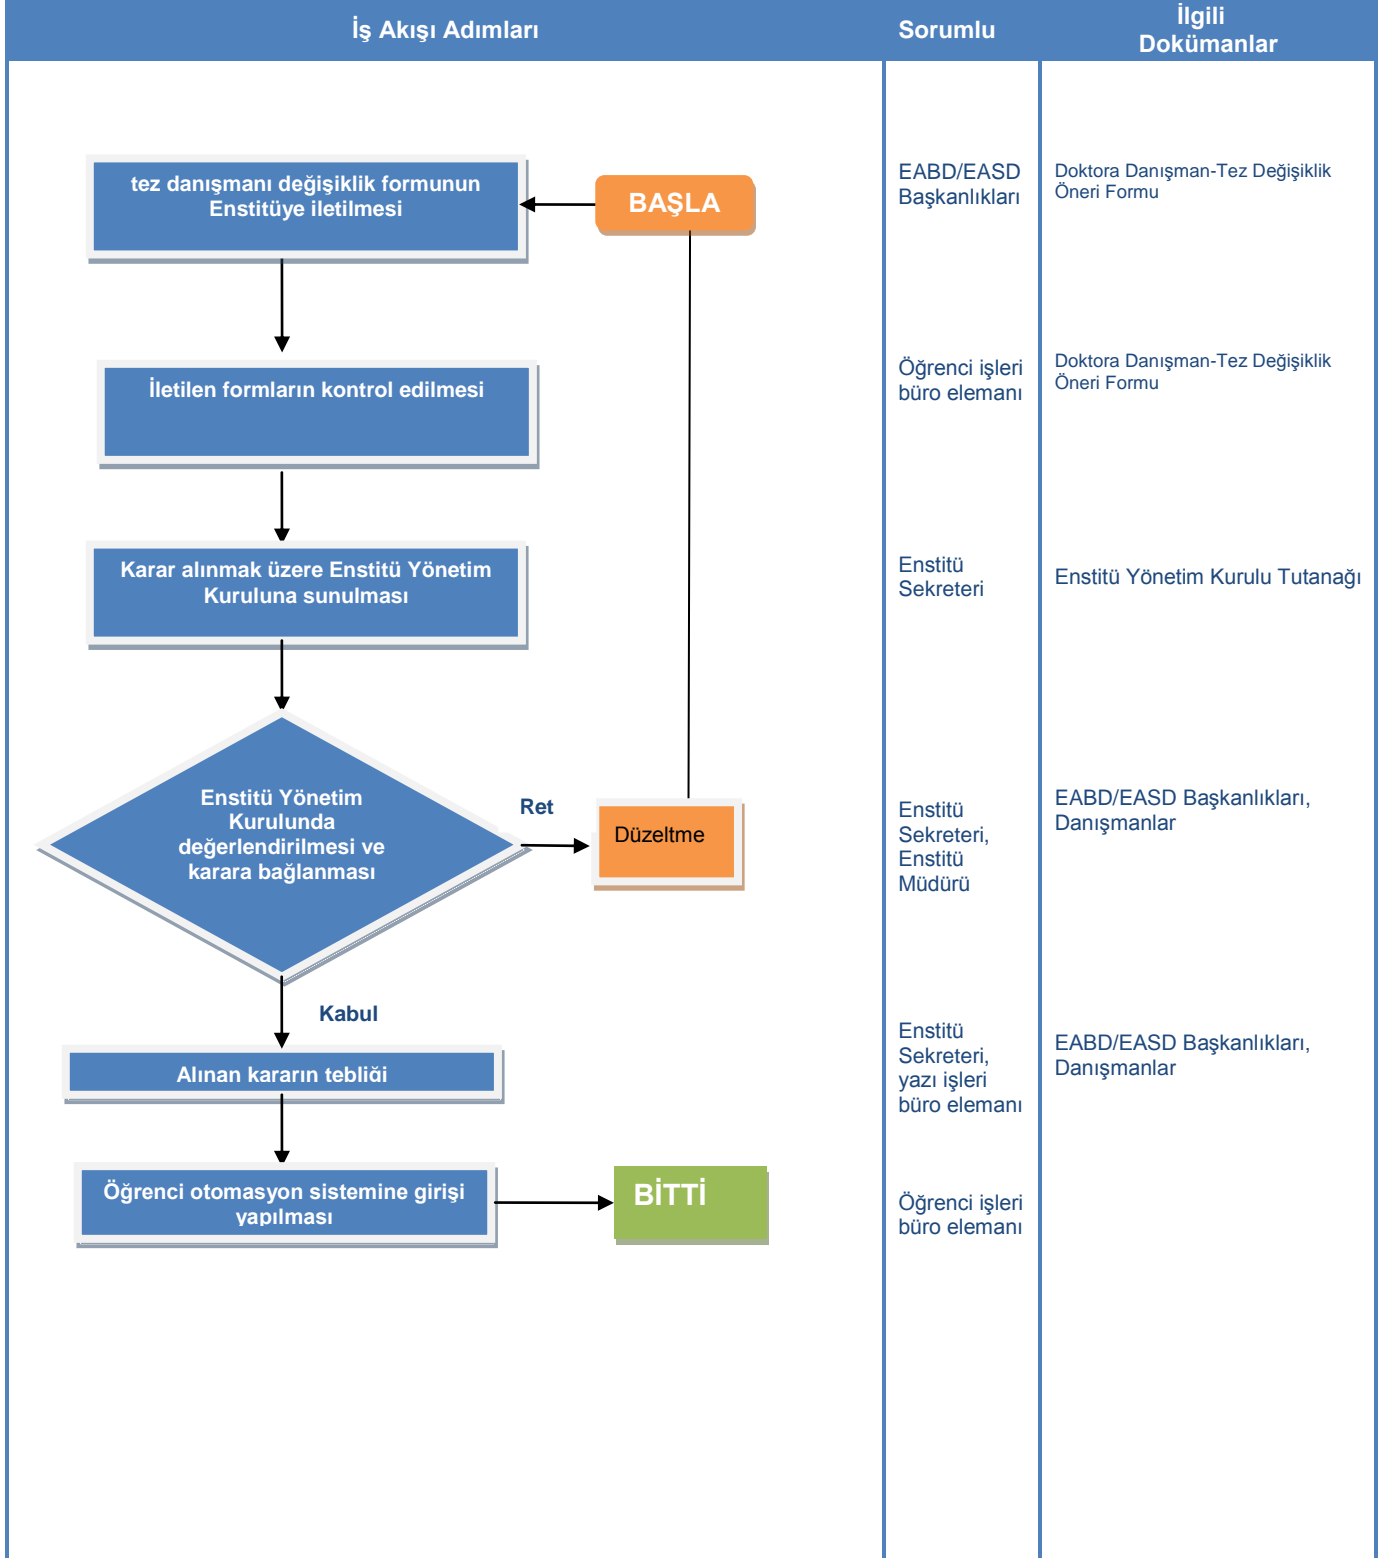 İş Akışı Adımları
Sorumlu
İlgili
Dokümanlar
tez danışmanı değişiklik formunun
Enstitüye iletilmesi
BAŞLA
EABD/EASD
Başkanlıkları
Doktora Danışman-Tez Değişiklik
Öneri Formu
İletilen formların kontrol edilmesi
Öğrenci işleri
büro elemanı
Doktora Danışman-Tez Değişiklik
Öneri Formu
Karar alınmak üzere Enstitü Yönetim
Kuruluna sunulması
Enstitü
Sekreteri
Enstitü Yönetim Kurulu Tutanağı
Enstitü Yönetim
Kurulunda
değerlendirilmesi ve
karara bağlanması
Ret
Düzeltme
Enstitü
Sekreteri,
Enstitü
Müdürü
EABD/EASD Başkanlıkları,
Danışmanlar
Kabul
Alınan kararın tebliği
Enstitü
Sekreteri,
yazı işleri
büro elemanı
EABD/EASD Başkanlıkları,
Danışmanlar
Öğrenci otomasyon sistemine girişi
yapılması
BİTTİ
Öğrenci işleri
büro elemanı